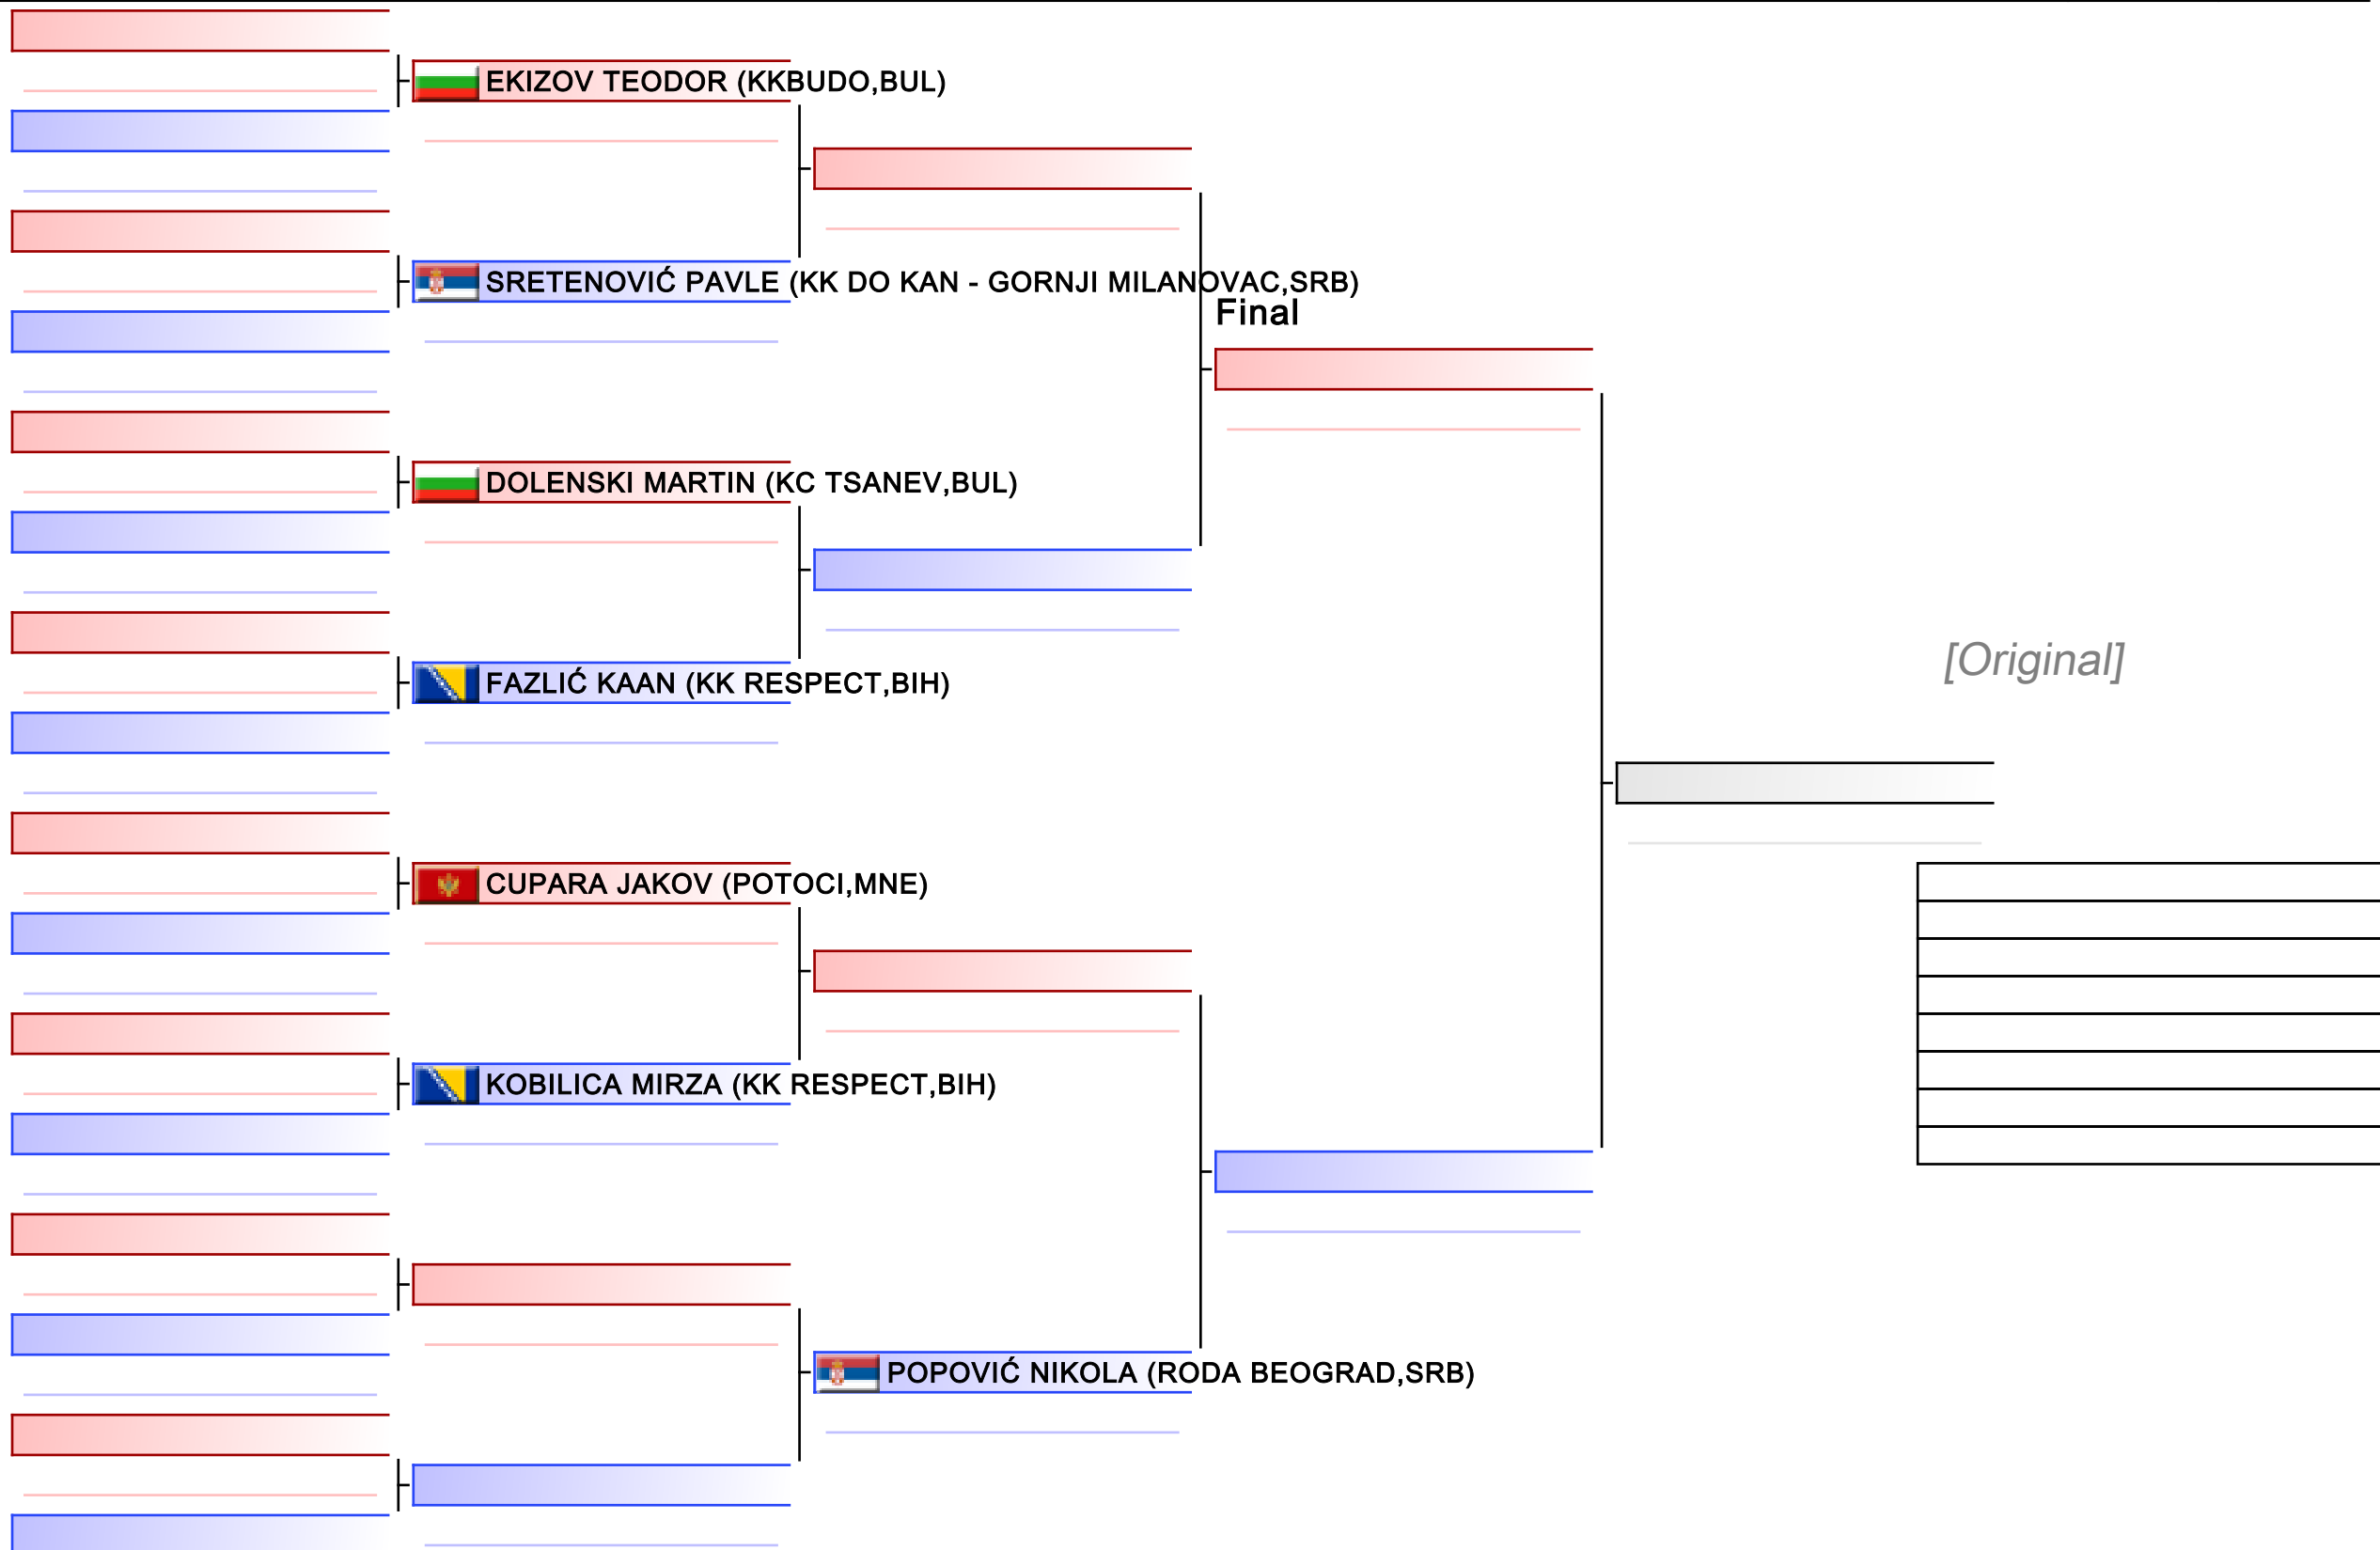 EKIZOV TEODOR (KKBUDO,BUL)
SRETENOVIĆ PAVLE (KK DO KAN - GORNJI MILANOVAC,SRB)
Final
DOLENSKI MARTIN (KC TSANEV,BUL)
[Original]
FAZLIĆ KAAN (KK RESPECT,BIH)
CUPARA JAKOV (POTOCI,MNE)
KOBILICA MIRZA (KK RESPECT,BIH)
POPOVIĆ NIKOLA (RODA BEOGRAD,SRB)